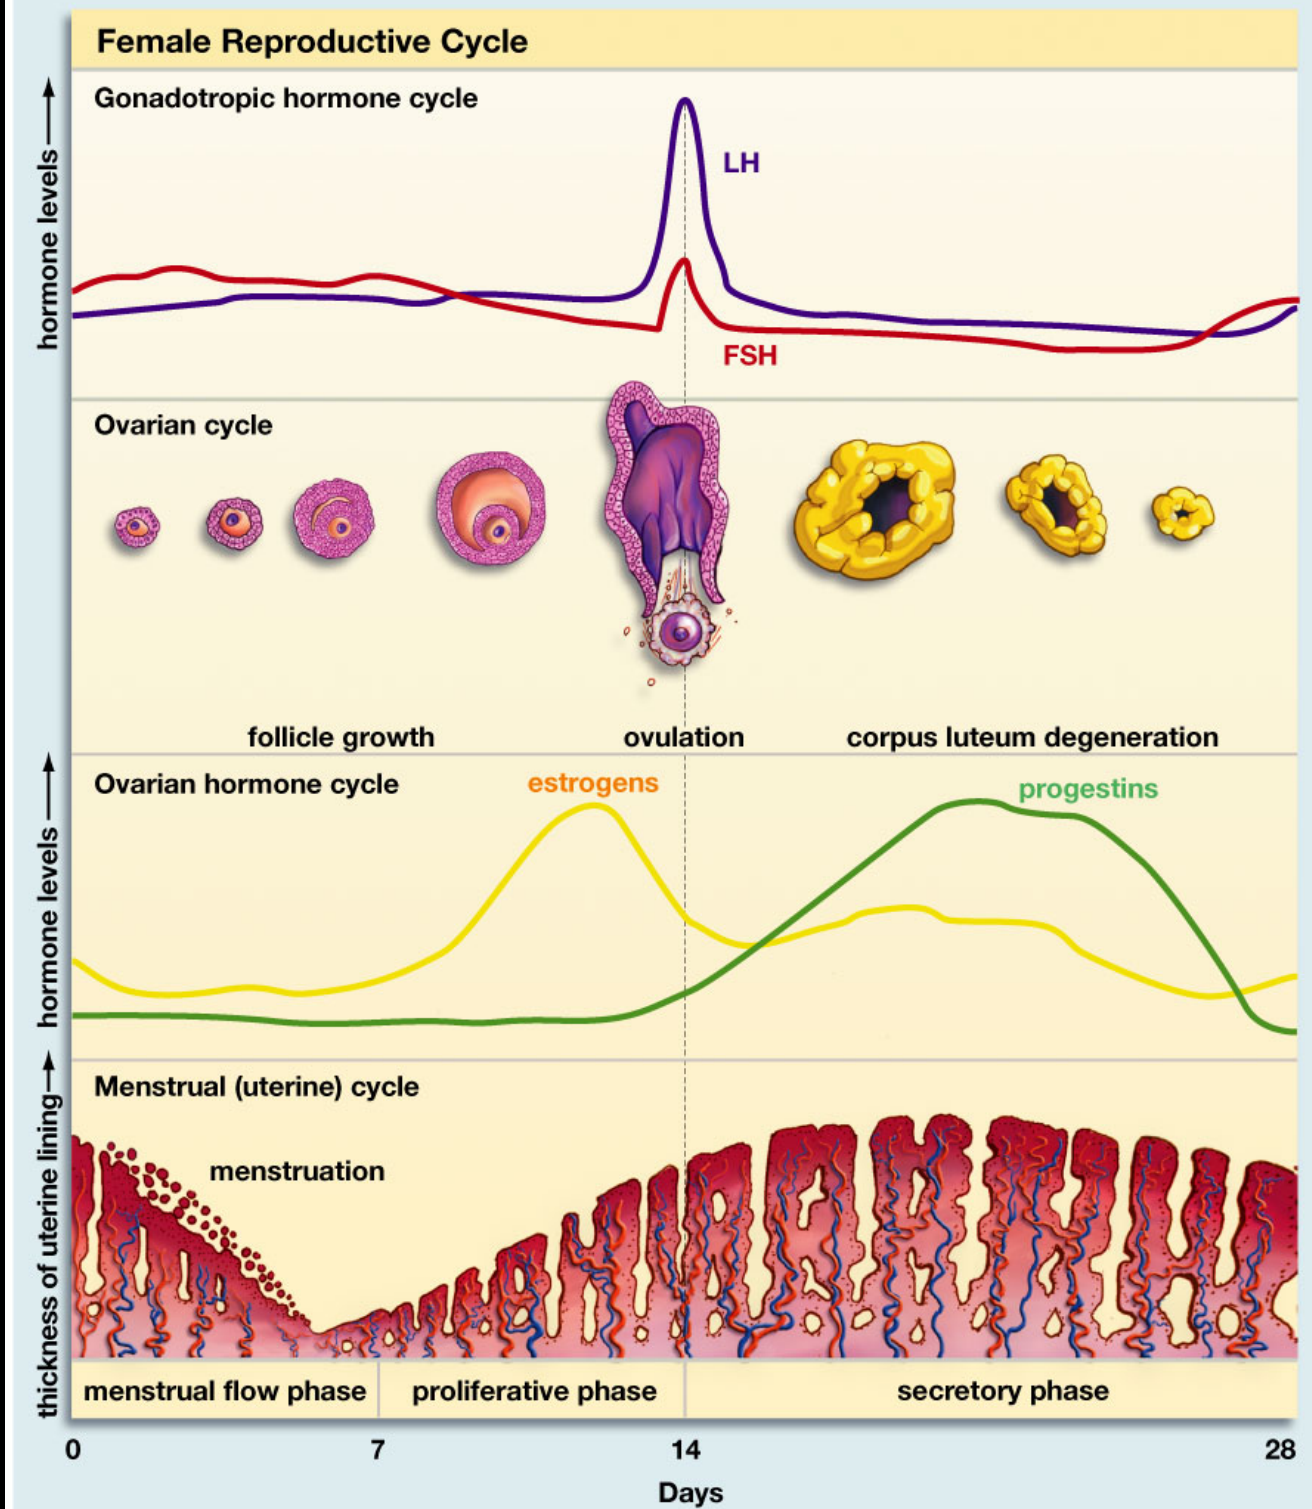 Female Reproductive Cycle
Gonadotropic hormone cycle
hormone levels
LH
FSH
Ovarian cycle
follicle growth
ovulation
corpus luteum degeneration
Ovarian hormone cycle
hormone levels
estrogens
progestins
Menstrual (uterine) cycle
thickness of uterine lining
menstruation
menstrual flow phase
proliferative phase
secretory phase
0
7
14
28
Days